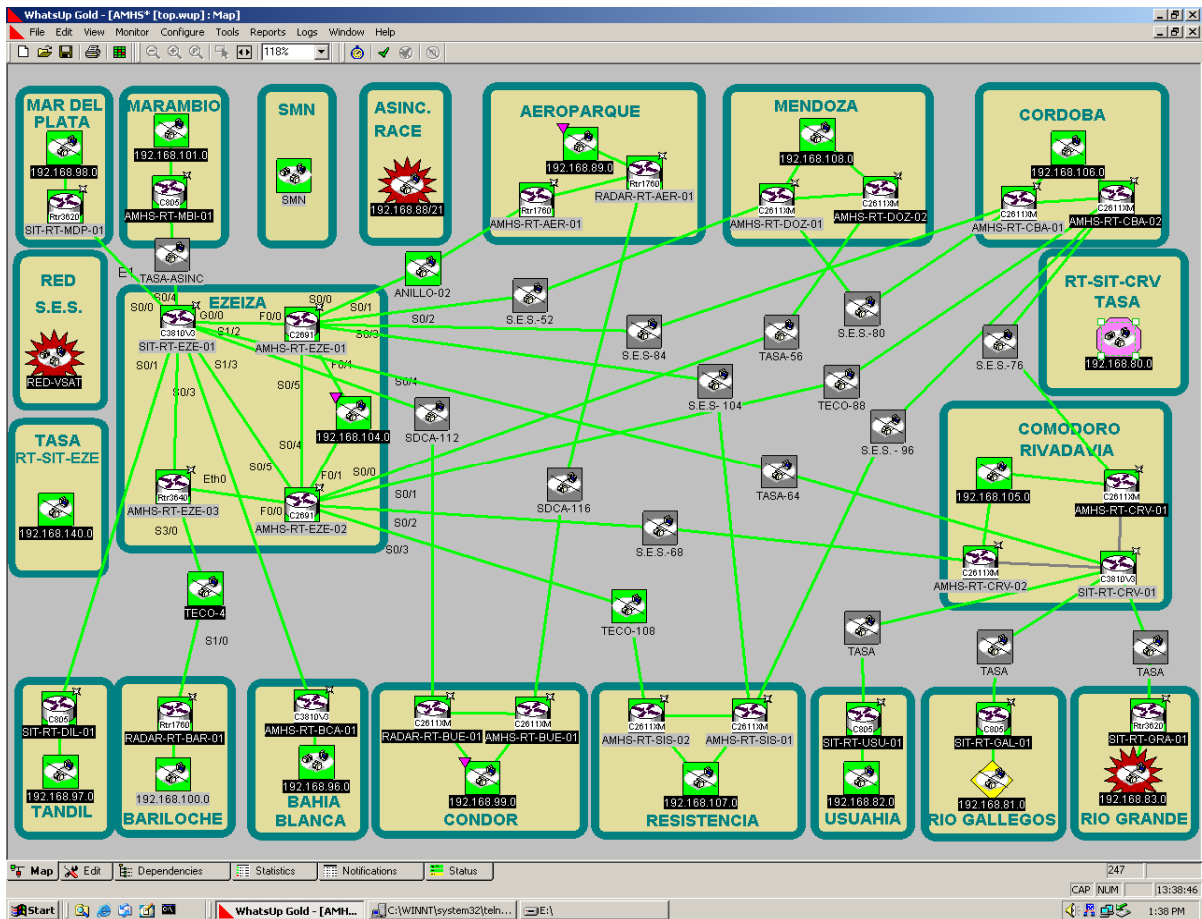 WhatsUp Gold - [AMHS* [top.wup] : Map]
File Edit View Monitor Configure Tools Reports Logs Window Help
118%
MAR DEL
PLATA
192.168.98.0
Rtr3620
SIT-RT-MDP-01
MARAMBIO
192.168.101.0
C805
AMHS-RT-MBI-01
TASA-ASINC
SMN
SMN
ASINC.
RACE
192.168.88/21
AEROPARQUE
192.168.89.0
Rtr1760
RADAR-RT-AER-01
Rtr1760
AMHS-RT-AER-01
MENDOZA
192.168.108.0
C2611XM
AMHS-RT-DOZ-01
C2611XM
AMHS-RT-DOZ-02
CORDOBA
192.168.106.0
C2611XM
AMHS-RT-CBA-01
C2611XM
AMHS-RT-CBA-02
RED
S.E.S.
RED-VSAT
TASA
RT-SIT-EZE
192.168.140.0
RT-SIT-CRV
TASA
192.168.80.0
EZEIZA
E1
S0/4
S0/0
G0/0
F0/0
S0/0
S0/1
S1/2
S0/2
S0/3
C3810V3
SIT-RT-EZE-01
C2691
AMHS-RT-EZE-01
S0/1
S1/3
F0/1
S0/3
S0/5
S0/4
192.168.104.0
S0/4
S0/5
F0/1
S0/0
Eth0
S0/1
Rtr3640
AMHS-RT-EZE-03
F0/0
C2691
AMHS-RT-EZE-02
S0/2
S3/0
S0/3
ANILLO-02
S.E.S.-52
S.E.S-84
TASA-56
S.E.S.-80
S.E.S.-76
S.E.S- 104
TECO-88
SDCA-112
S.E.S. - 96
TASA-64
SDCA-116
S.E.S.-68
TECO-4
S1/0
TECO-108
COMODORO
RIVADAVIA
192.168.105.0
C2611XM
AMHS-RT-CRV-01
C2611XM
AMHS-RT-CRV-02
C3810V3
SIT-RT-CRV-01
TASA
TASA
TASA
C805
SIT-RT-DIL-01
192.168.97.0
TANDIL
Rtr1760
RADAR-RT-BAR-01
192.168.100.0
BARILOCHE
C3810V3
AMHS-RT-BCA-01
192.168.96.0
BAHIA
BLANCA
C2611XM
RADAR-RT-BUE-01
C2611XM
AMHS-RT-BUE-01
192.168.99.0
CONDOR
C2611XM
AMHS-RT-SIS-02
C2611XM
AMHS-RT-SIS-01
192.168.107.0
RESISTENCIA
C805
SIT-RT-USU-01
192.168.82.0
USUAHIA
C805
SIT-RT-GAL-01
192.168.81.0
RIO GALLEGOS
Rtr3620
SIT-RT-GRA-01
192.168.83.0
RIO GRANDE
Map Edit Dependencies Statistics Notifications Status
247
CAP NUM 13:38:46
Start WhatsUp Gold - [AMH... C:\WINNT\system32\teln... E:\ 1:38 PM